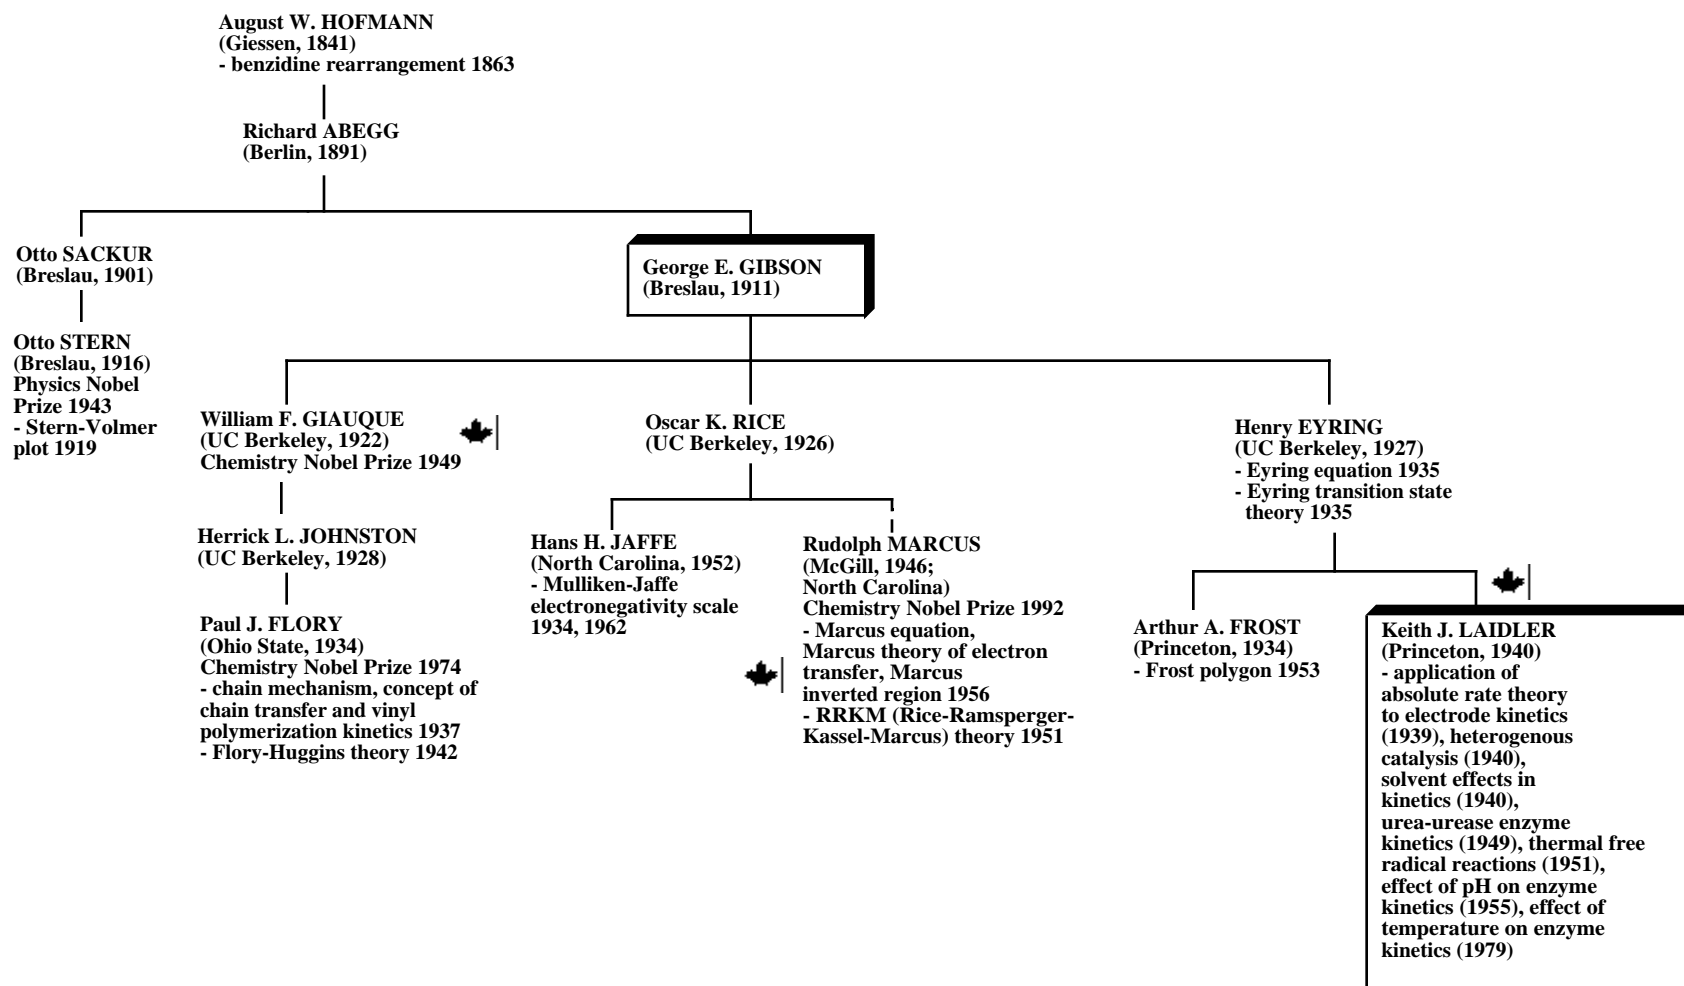 August W. HOFMANN
(Giessen, 1841)
- benzidine rearrangement 1863
Richard ABEGG
(Berlin, 1891)
Otto SACKUR
(Breslau, 1901)
George E. GIBSON
(Breslau, 1911)
Otto STERN
(Breslau, 1916)
Physics Nobel
Prize 1943
- Stern-Volmer
plot 1919
William F. GIAUQUE
(UC Berkeley, 1922)
Chemistry Nobel Prize 1949
Oscar K. RICE
(UC Berkeley, 1926)
Henry EYRING
(UC Berkeley, 1927)
- Eyring equation 1935
- Eyring transition state
theory 1935
Herrick L. JOHNSTON
(UC Berkeley, 1928)
Hans H. JAFFE
(North Carolina, 1952)
- Mulliken-Jaffe
electronegativity scale
1934, 1962
Rudolph MARCUS
(McGill, 1946;
North Carolina)
Chemistry Nobel Prize 1992
- Marcus equation,
Marcus theory of electron
transfer, Marcus
inverted region 1956
- RRKM (Rice-Ramsperger-
Kassel-Marcus) theory 1951
Paul J. FLORY
(Ohio State, 1934)
Chemistry Nobel Prize 1974
- chain mechanism, concept of
chain transfer and vinyl
polymerization kinetics 1937
- Flory-Huggins theory 1942
Arthur A. FROST
(Princeton, 1934)
- Frost polygon 1953
Keith J. LAIDLER
(Princeton, 1940)
- application of
absolute rate theory
to electrode kinetics
(1939), heterogenous
catalysis (1940),
solvent effects in
kinetics (1940),
urea-urease enzyme
kinetics (1949), thermal free
radical reactions (1951),
effect of pH on enzyme
kinetics (1955), effect of
temperature on enzyme
kinetics (1979)